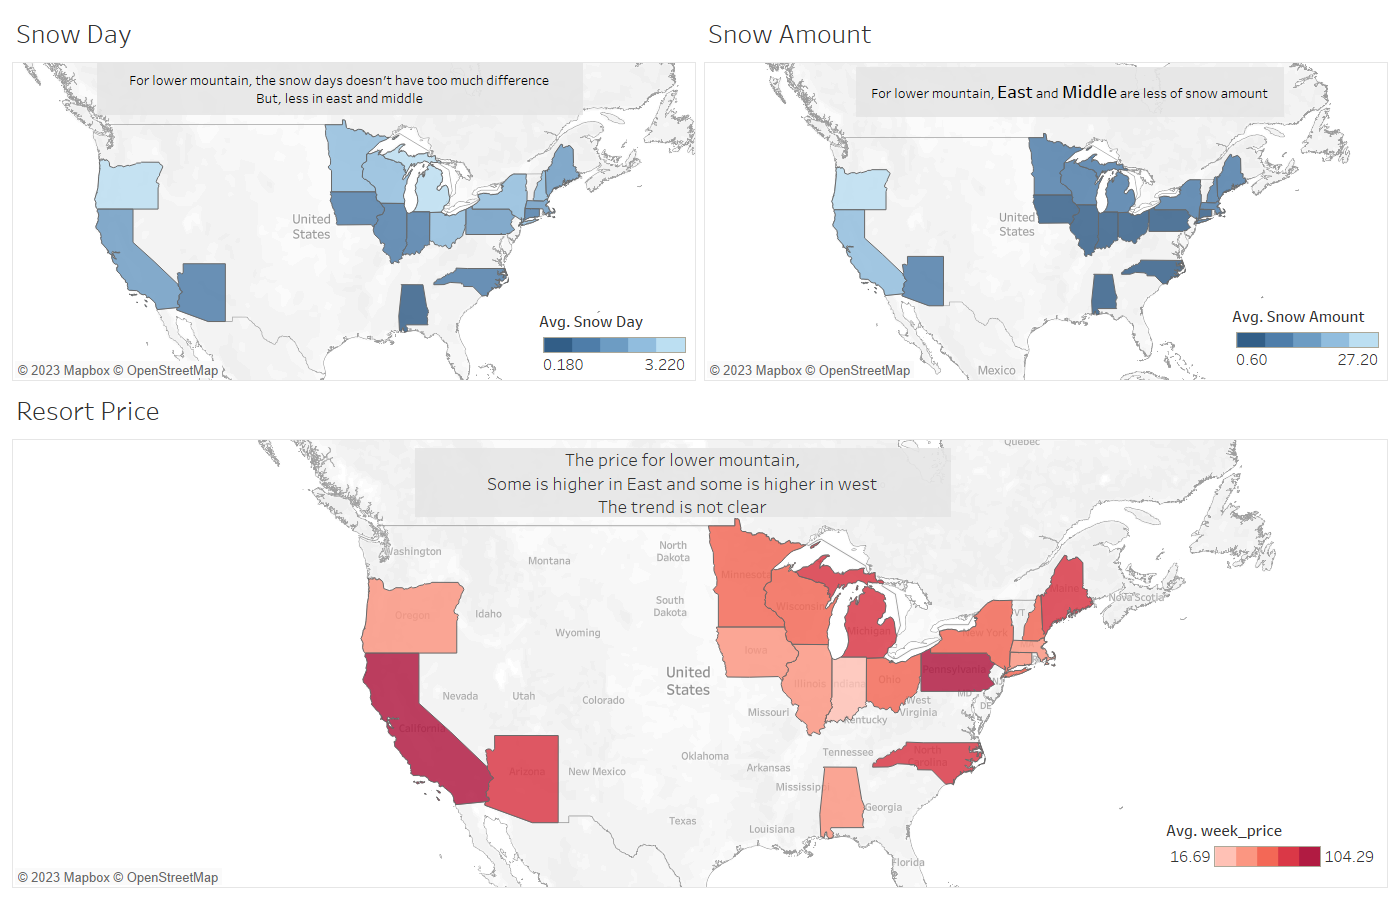 Snow Day
For lower mountain, the snow days doesn't have too much difference
But, less in east and middle
United
States
Avg. Snow Day
0.180 3.220
© 2023 Mapbox © OpenStreetMap
Snow Amount
For lower mountain, East and Middle are less of snow amount
United
States
Mexico
Avg. Snow Amount
0.60 27.20
© 2023 Mapbox © OpenStreetMap
Resort Price
The price for lower mountain,
Some is higher in East and some is higher in west
The trend is not clear
Quebec
Washington
Montana
North
Dakota
Minnesota
Maine
Nova Scotia
Oregon
Idaho
South
Dakota
Wisconsin
VT
Wyoming
Michigan
New York
Iowa
United
States
Pennsylvania
Nevada
Utah
Colorado
Illinois
Indiana
Ohio
MD
DE
West
Virginia
Missouri
Kentucky
California
Oklahoma
Tennessee
North
Carolina
Arizona
New Mexico
Arkansas
Mississippi
Georgia
Texas
Louisiana
Florida
Avg. week_price
16.69 104.29
© 2023 Mapbox © OpenStreetMap